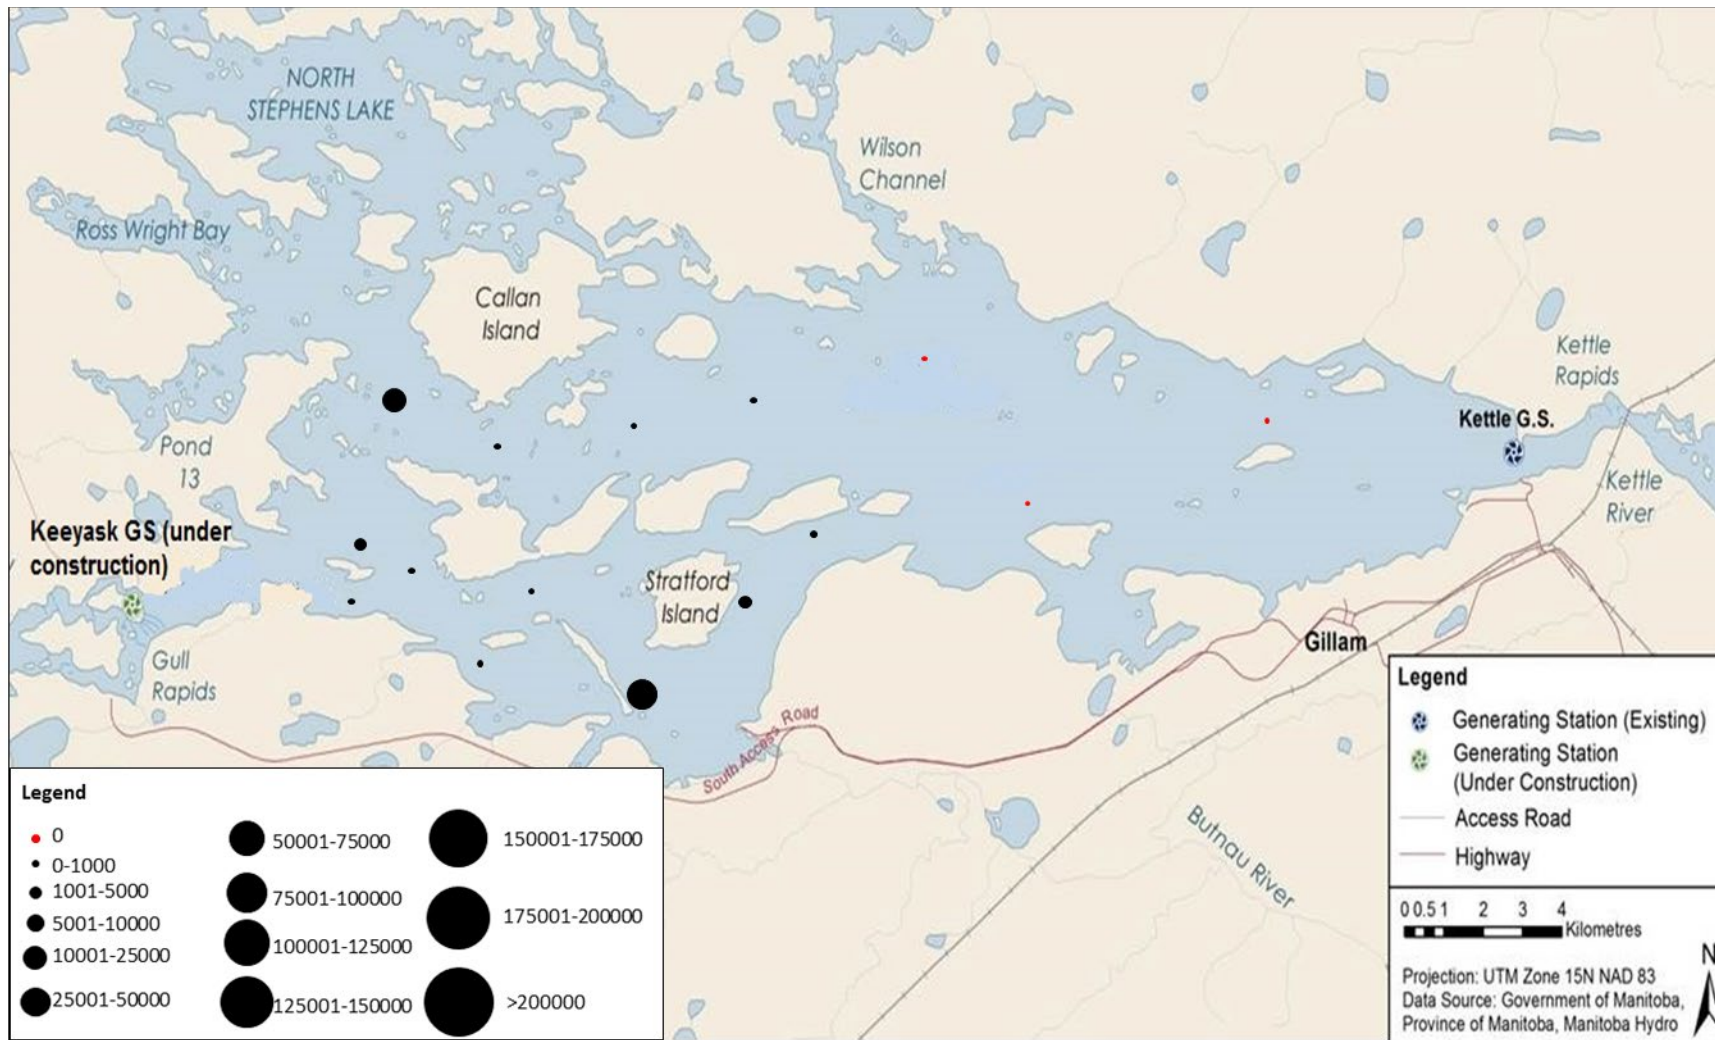 NORTH
STEPHENS LAKE
Wilson
Channel
Ross Wright Bay
Callan
Island
Kettle
Rapids
Kettle G.S.
Pond
13
Kettle
River
Keeyask GS (under
construction)
Stratford
Island
Gull
Rapids
Gillam
South Access Road
Butnau River
Legend
0
0-1000
1001-5000
5001-10000
10001-25000
25001-50000
50001-75000
75001-100000
100001-125000
125001-150000
150001-175000
175001-200000
>200000
Legend
Generating Station (Existing)
Generating Station
(Under Construction)
Access Road
Highway
0 0.5 1 2 3 4
Kilometres
N
Projection: UTM Zone 15N NAD 83
Data Source: Government of Manitoba,
Province of Manitoba, Manitoba Hydro